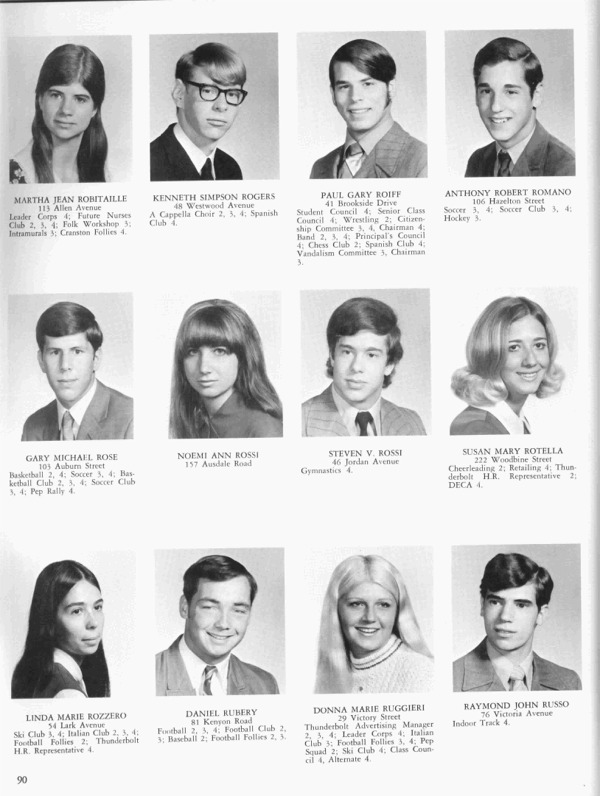 MARTHA JEAN ROBITAILLE
113 Allen Avenue
Leader Corps 4; Future Nurses
Club 2, 3, 4; Folk Workshop 3;
Intramurals 3; Cranston Follies 4.
KENNETH SIMPSON ROGERS
48 Westwood Avenue
A Cappella Choir 2, 3, 4; Spanish
Club 4.
PAUL GARY ROIFF
41 Brookside Drive
Student Council 4; Senior Class
Council 4; Wrestling 2; Citizen-
ship Committee 3, 4, Chairman 4;
Band 2, 3, 4; Principal's Council
4; Chess Club 2; Spanish Club 4;
Vandalism Committee 3, Chairman
3.
ANTHONY ROBERT ROMANO
106 Hazelton Street
Soccer 3, 4; Soccer Club 3, 4;
Hockey 3.
GARY MICHAEL ROSE
103 Auburn Street
Basketball 2, 4; Soccer 3, 4; Bas-
ketball Club 2, 3, 4; Soccer Club
3, 4; Pep Rally 4.
NOEMI ANN ROSSI
157 Ausdale Road
STEVEN V. ROSSI
46 Jordan Avenue
Gymnastics 4.
SUSAN MARY ROTELLA
222 Woodbine Street
Cheerleading 2; Retailing 4; Thun-
derbolt H.R. Representative 2;
DECA 4.
LINDA MARIE ROZZERO
54 Lark Avenue
Ski Club 3, 4; Italian Club 2, 3, 4;
Football Follies 2; Thunderbolt
H.R. Representative 4.
DANIEL RUBERY
81 Kenyon Road
Football 2, 3, 4; Football Club 2,
3; Baseball 2; Football Follies 2, 3.
DONNA MARIE RUGGIERI
29 Victory Street
Thunderbolt Advertising Manager
2, 3, 4; Leader Corps 4; Italian
Club 3; Football Follies 3, 4; Pep
Squad 2; Ski Club 4; Class Coun-
cil 4, Alternate 4.
RAYMOND JOHN RUSSO
76 Victoria Avenue
Indoor Track 4.
90